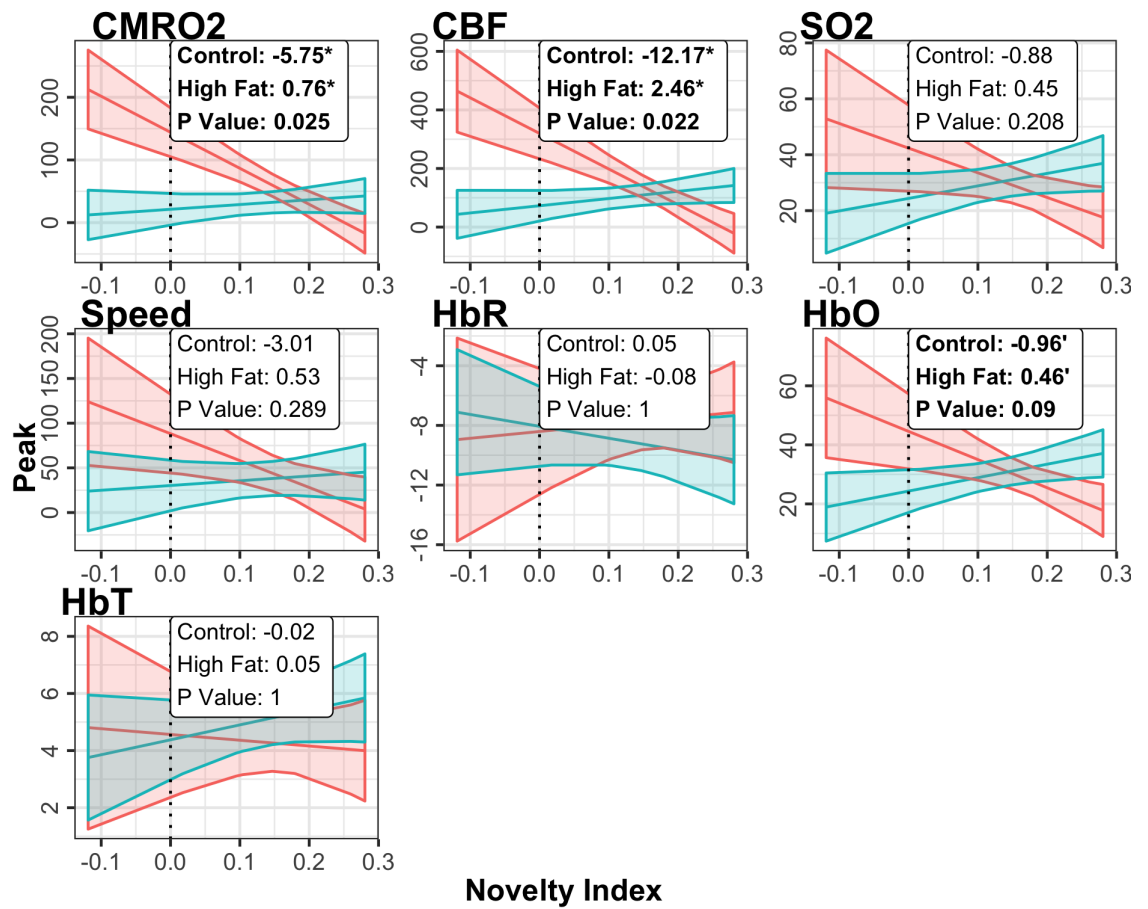 CMRO2
Control: -5.75*
High Fat: 0.76*
P Value: 0.025
200
100
0
-0.1 0.0 0.1 0.2 0.3
CBF
Control: -12.17*
High Fat: 2.46*
P Value: 0.022
600
400
200
0
-0.1 0.0 0.1 0.2 0.3
SO2
Control: -0.88
High Fat: 0.45
P Value: 0.208
80
60
40
20
-0.1 0.0 0.1 0.2 0.3
Peak
Speed
Control: -3.01
High Fat: 0.53
P Value: 0.289
200
150
100
50
0
-0.1 0.0 0.1 0.2 0.3
HbR
Control: 0.05
High Fat: -0.08
P Value: 1
-4
-8
-12
-16
-0.1 0.0 0.1 0.2 0.3
HbO
Control: -0.96'
High Fat: 0.46'
P Value: 0.09
60
40
20
-0.1 0.0 0.1 0.2 0.3
HbT
Control: -0.02
High Fat: 0.05
P Value: 1
8
6
4
2
-0.1 0.0 0.1 0.2 0.3
Novelty Index